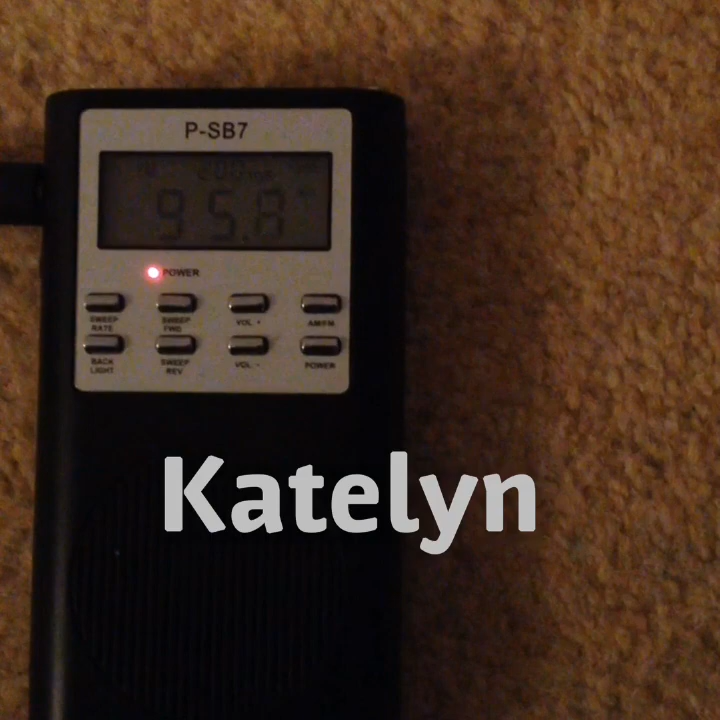 P-SB7
95.8
POWER
SWEEP RATE
SWEEP FWD
VOL +
AM/FM
BACK LIGHT
SWEEP REV
VOL -
POWER
Katelyn